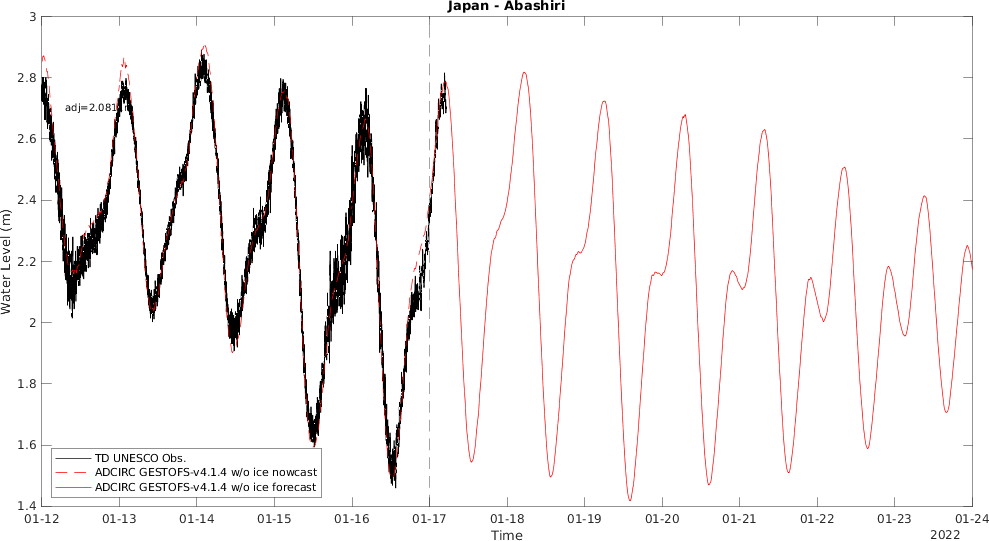 Japan - Abashiri
3
2.8
2.6
2.4
2.2
2
1.8
1.6
1.4
Water Level (m)
adj=2.081
TD UNESCO Obs.
ADCIRC GESTOFS-v4.1.4 w/o ice nowcast
ADCIRC GESTOFS-v4.1.4 w/o ice forecast
01-12 01-13 01-14 01-15 01-16 01-17 01-18 01-19 01-20 01-21 01-22 01-23 01-24
Time
2022